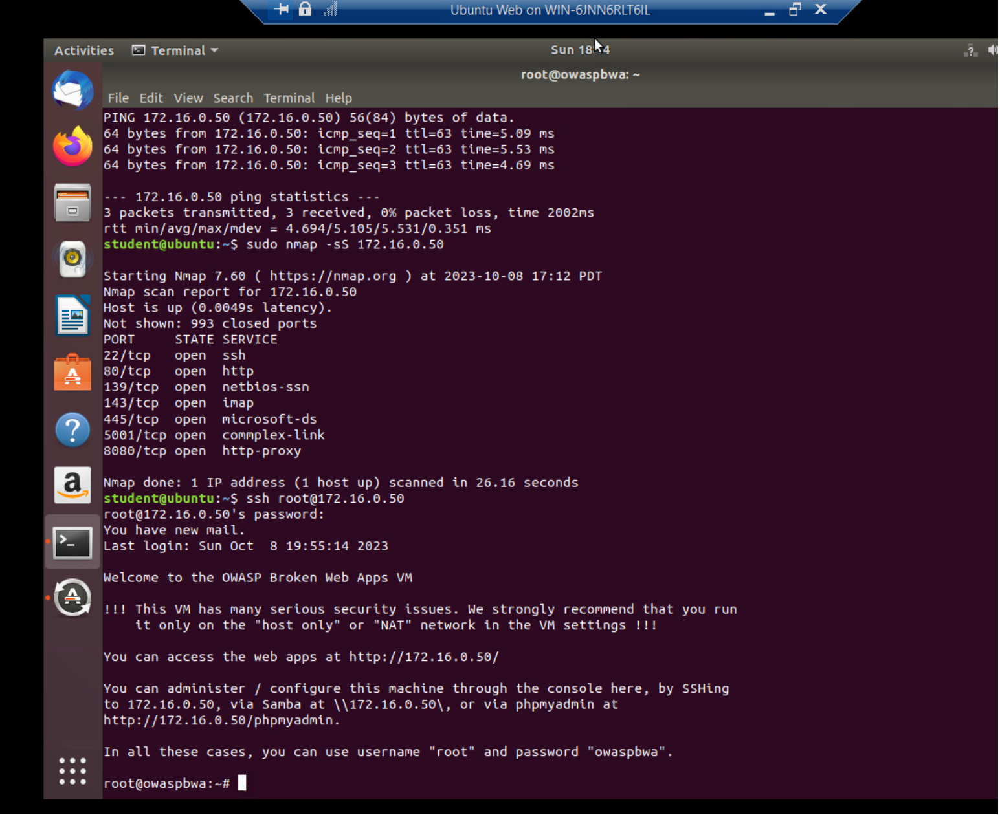 Ubuntu Web on WIN-6JNN6RLT6IL
Activities Terminal
Sun 18
root@owaspbwa: ~
File Edit View Search Terminal Help
PING 172.16.0.50 (172.16.0.50) 56(84) bytes of data.
64 bytes from 172.16.0.50: icmp_seq=1 ttl=63 time=5.09 ms
64 bytes from 172.16.0.50: icmp_seq=2 ttl=63 time=5.53 ms
64 bytes from 172.16.0.50: icmp_seq=3 ttl=63 time=4.69 ms
--- 172.16.0.50 ping statistics ---
3 packets transmitted, 3 received, 0% packet loss, time 2002ms
rtt min/avg/max/mdev = 4.694/5.105/5.531/0.351 ms
student@ubuntu:~$ sudo nmap -sS 172.16.0.50
Starting Nmap 7.60 ( https://nmap.org ) at 2023-10-08 17:12 PDT
Nmap scan report for 172.16.0.50
Host is up (0.0049s latency).
Not shown: 993 closed ports
PORT     STATE SERVICE
22/tcp   open  ssh
80/tcp   open  http
139/tcp  open  netbios-ssn
143/tcp  open  imap
445/tcp  open  microsoft-ds
5001/tcp open  commplex-link
8080/tcp open  http-proxy
Nmap done: 1 IP address (1 host up) scanned in 26.16 seconds
student@ubuntu:~$ ssh root@172.16.0.50
root@172.16.0.50's password:
You have new mail.
Last login: Sun Oct  8 19:55:14 2023
Welcome to the OWASP Broken Web Apps VM
!!! This VM has many serious security issues. We strongly recommend that you run
it only on the "host only" or "NAT" network in the VM settings !!!
You can access the web apps at http://172.16.0.50/
You can administer / configure this machine through the console here, by SSHing
to 172.16.0.50, via Samba at \\172.16.0.50\, or via phpmyadmin at
http://172.16.0.50/phpmyadmin.
In all these cases, you can use username "root" and password "owaspbwa".
root@owaspbwa:~#